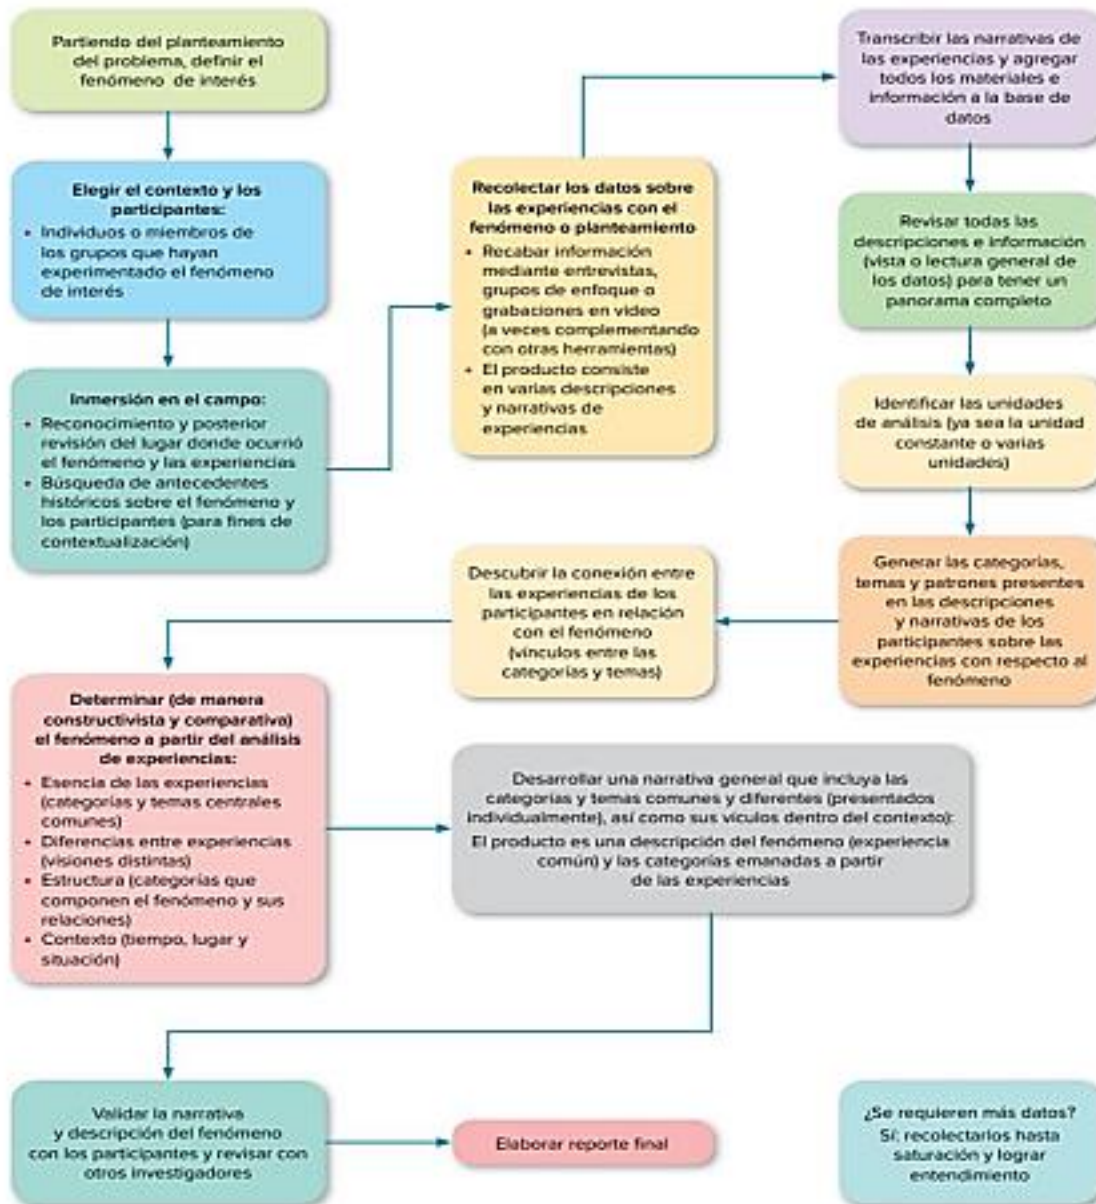 Partiendo del planteamiento
del problema, definir el
fenómeno de interés
Elegir el contexto y los
participantes:
• Individuos o miembros de
los grupos que hayan
experimentado el fenómeno
de interés
Inmersión en el campo:
• Reconocimiento y posterior
revisión del lugar donde ocurrió
el fenómeno y las experiencias
• Búsqueda de antecedentes
históricos sobre el fenómeno y
los participantes (para fines de
contextualización)
Recolectar los datos sobre
las experiencias con el
fenómeno o planteamiento
• Recabar información
mediante entrevistas,
grupos de enfoque o
grabaciones en video
(a veces complementando
con otras herramientas)
• El producto consiste
en varias descripciones
y narrativas de
experiencias
Transcribir las narrativas de
las experiencias y agregar
todos los materiales e
información a la base de
datos
Revisar todas las
descripciones e información
(vista o lectura general de
los datos) para tener un
panorama completo
Identificar las unidades
de análisis (ya sea la unidad
constante o varias
unidades)
Generar las categorías,
temas y patrones presentes
en las descripciones
y narrativas de los
participantes sobre las
experiencias con respecto al
fenómeno
Descubrir la conexión entre
las experiencias de los
participantes en relación
con el fenómeno
(vínculos entre las
categorías y temas)
Determinar (de manera
constructivista y comparativa)
el fenómeno a partir del análisis
de experiencias:
• Esencia de las experiencias
(categorías y temas centrales
comunes)
• Diferencias entre experiencias
(visiones distintas)
• Estructura (categorías que
componen el fenómeno y sus
relaciones)
• Contexto (tiempo, lugar y
situación)
Desarrollar una narrativa general que incluya las
categorías y temas comunes y diferentes (presentados
individualmente), así como sus vínculos dentro del contexto):
El producto es una descripción del fenómeno (experiencia
común) y las categorías emanadas a partir
de las experiencias
Validar la narrativa
y descripción del fenómeno
con los participantes y revisar con
otros investigadores
Elaborar reporte final
¿Se requieren más datos?
Sí: recolectarlos hasta
saturación y lograr
entendimiento